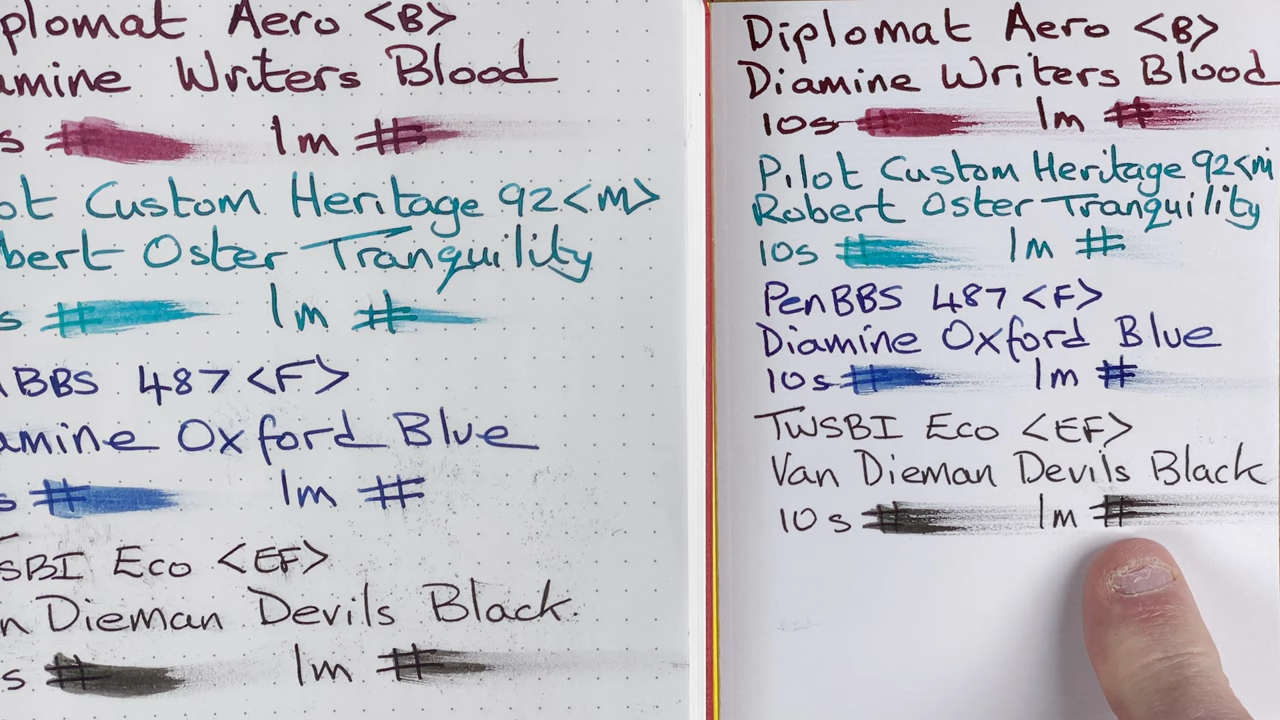 plomat Aero <B>
amine Writers Blood
s # 1m #
ot Custom Heritage 92<m>
bert Oster Tranquility
s # 1m #
BBS 487 <F>
amine Oxford Blue
s # 1m #
SBI Eco <EF>
n Dieman Devils Black
s # 1m #
Diplomat Aero <B>
Diamine Writers Blood
10s # 1m #
Pilot Custom Heritage 92<m
Robert Oster Tranquility
10s # 1m #
PenBBS 487 <F>
Diamine Oxford Blue
10s # 1m #
TWSBI Eco <EF>
Van Dieman Devils Black
10s # 1m #